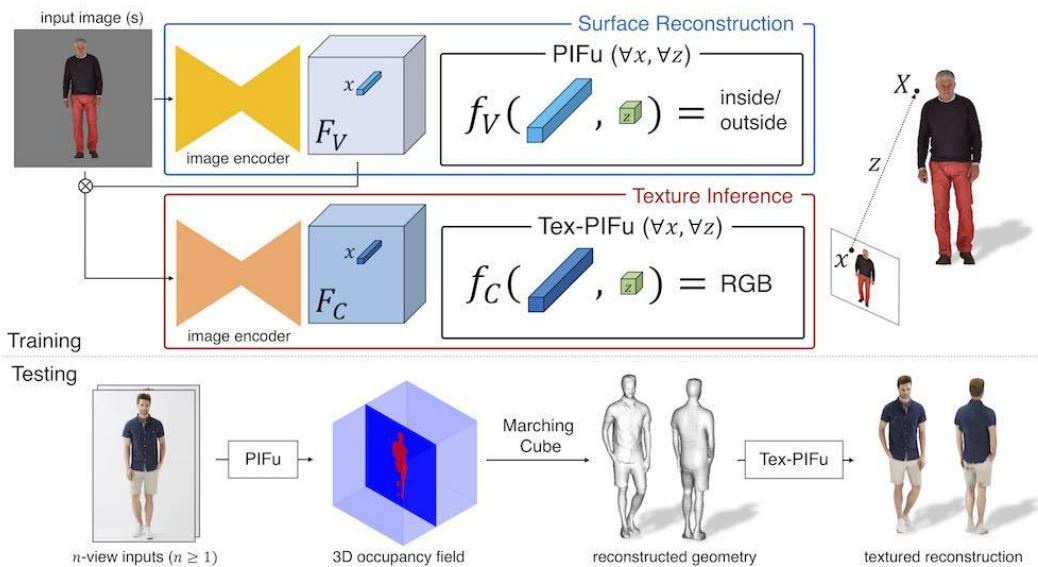 input image (s)
Surface Reconstruction
PIFu (∀x, ∀z)
x
F_V
f_V( , z ) = inside/
outside
image encoder
Texture Inference
Tex-PIFu (∀x, ∀z)
x
F_C
f_C( , z ) = RGB
image encoder
X
z
x
Training
Testing
PIFu
Marching
Cube
Tex-PIFu
n-view inputs (n ≥ 1)
3D occupancy field
reconstructed geometry
textured reconstruction